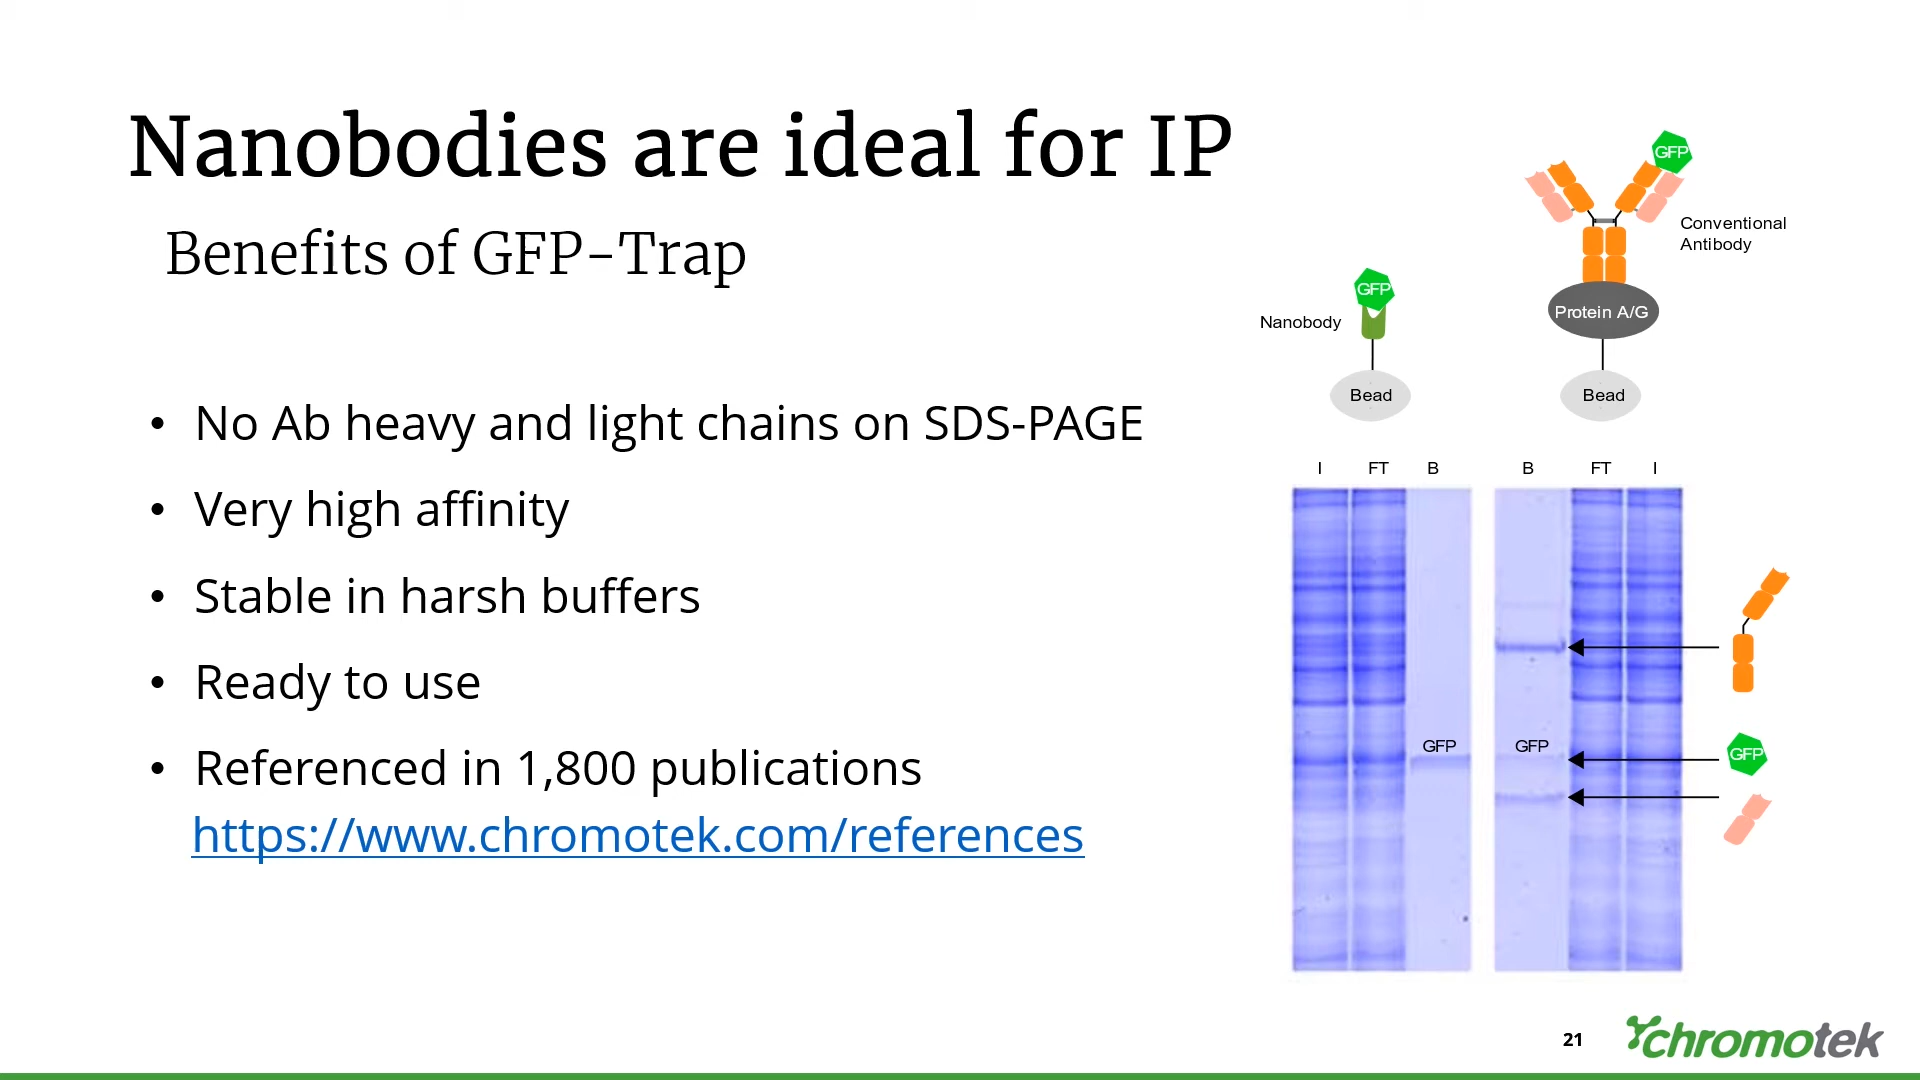 Nanobodies are ideal for IP
Benefits of GFP-Trap
• No Ab heavy and light chains on SDS-PAGE
• Very high affinity
• Stable in harsh buffers
• Ready to use
• Referenced in 1,800 publications
https://www.chromotek.com/references
GFP
Conventional
Antibody
GFP
Nanobody
Protein A/G
Bead
Bead
I FT B
B FT I
GFP
GFP
GFP
21
chromotek